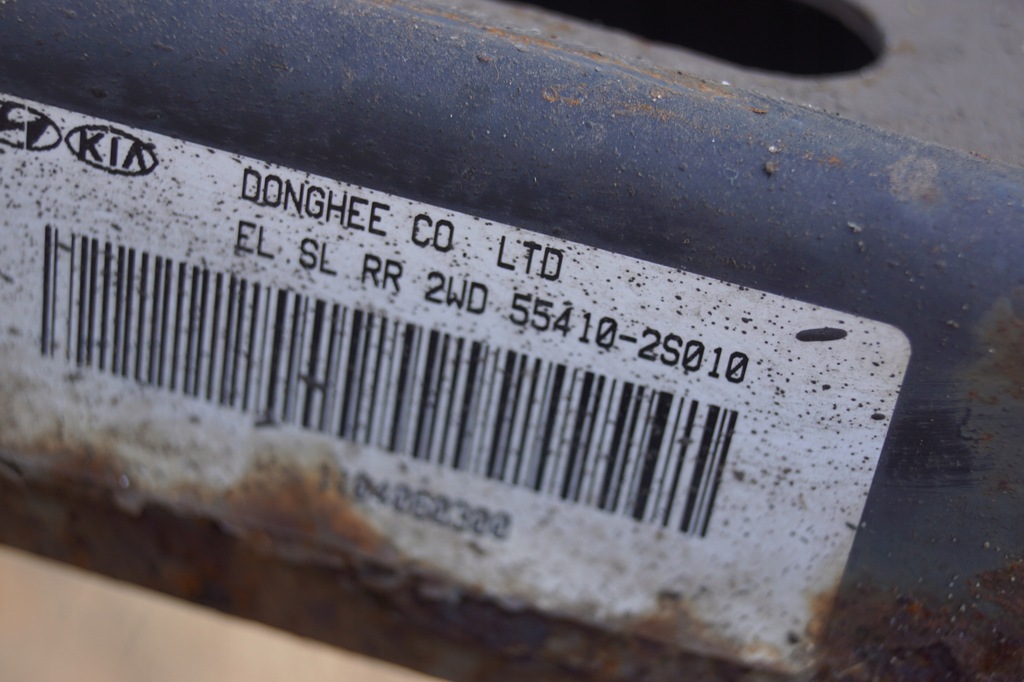 KIA
DONGHEE CO LTD
EL SL RR 2WD 55410-2S010